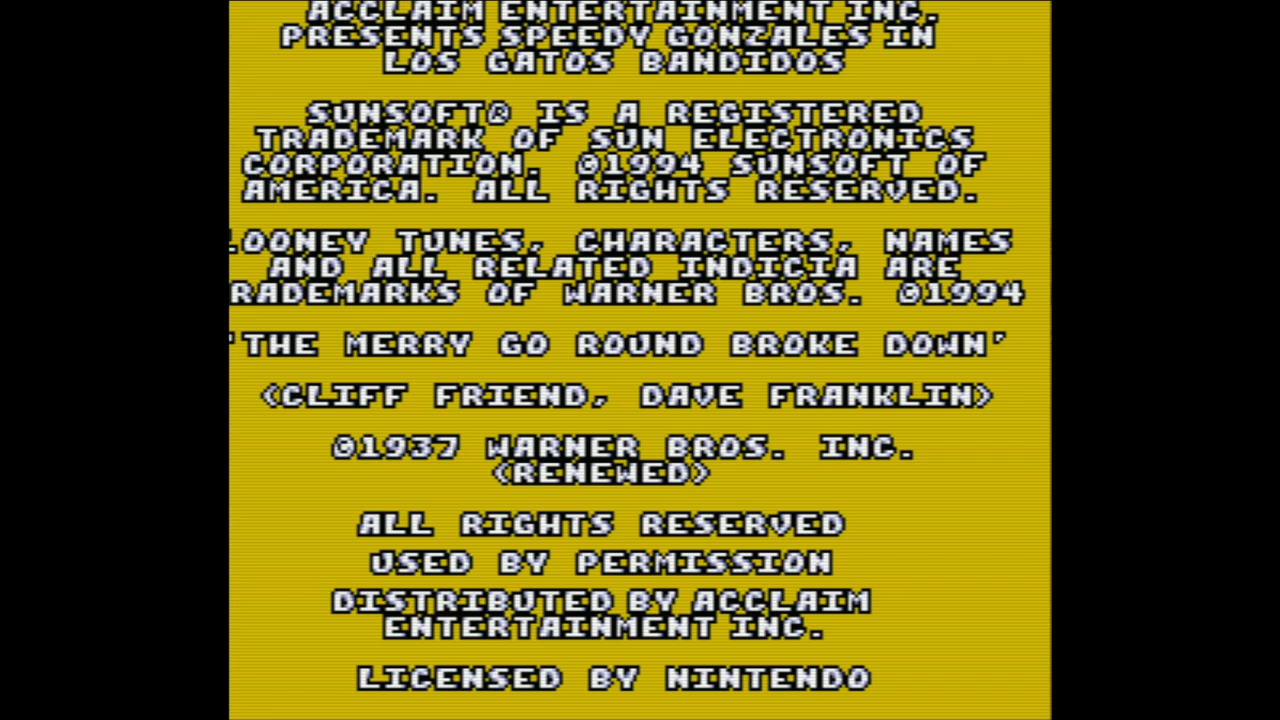 ACCLAIM ENTERTAINMENT INC.
PRESENTS SPEEDY GONZALES IN
LOS GATOS BANDIDOS
SUNSOFT® IS A REGISTERED
TRADEMARK OF SUN ELECTRONICS
CORPORATION. ©1994 SUNSOFT OF
AMERICA. ALL RIGHTS RESERVED.
LOONEY TUNES, CHARACTERS, NAMES
AND ALL RELATED INDICIA ARE
RADEMARKS OF WARNER BROS. ©1994
'THE MERRY GO ROUND BROKE DOWN'
<CLIFF FRIEND, DAVE FRANKLIN>
©1937 WARNER BROS. INC.
<RENEWED>
ALL RIGHTS RESERVED
USED BY PERMISSION
DISTRIBUTED BY ACCLAIM
ENTERTAINMENT INC.
LICENSED BY NINTENDO